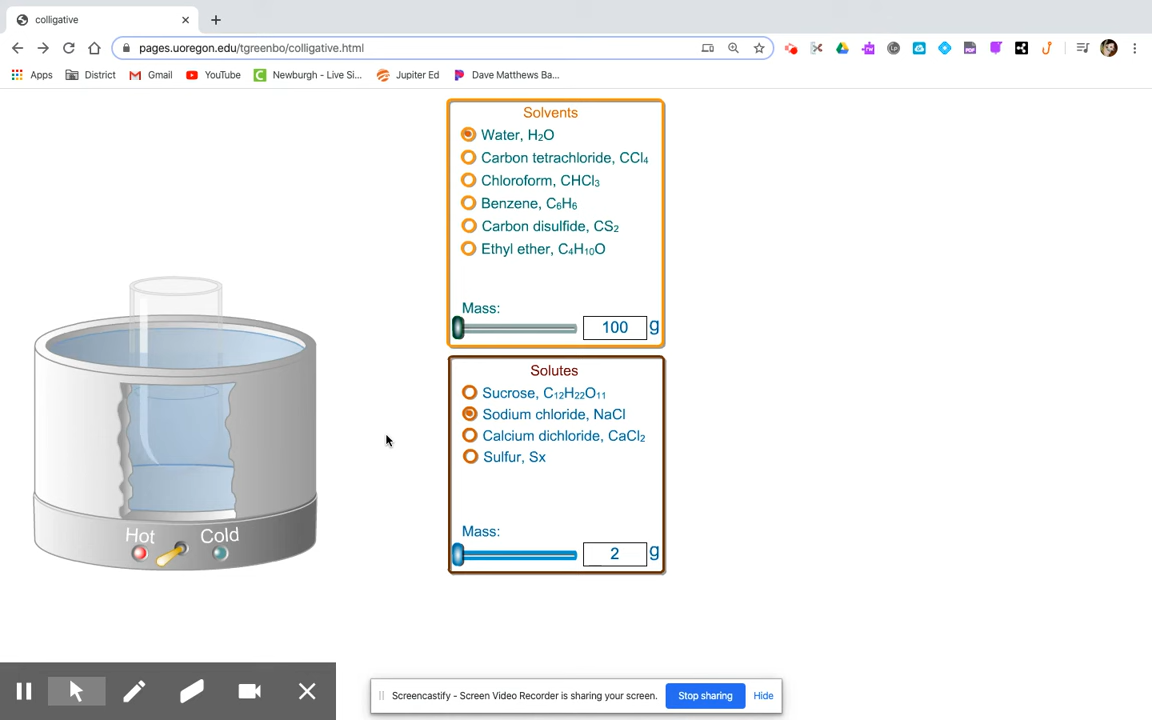 colligative
pages.uoregon.edu/tgreenbo/colligative.html
Apps District Gmail YouTube Newburgh - Live Si... Jupiter Ed Dave Matthews Ba...
Solvents
Water, H₂O
Carbon tetrachloride, CCl₄
Chloroform, CHCl₃
Benzene, C₆H₆
Carbon disulfide, CS₂
Ethyl ether, C₄H₁₀O
Mass:
100 g
Solutes
Sucrose, C₁₂H₂₂O₁₁
Sodium chloride, NaCl
Calcium dichloride, CaCl₂
Sulfur, Sx
Mass:
2 g
Hot Cold
Screencastify - Screen Video Recorder is sharing your screen. Stop sharing Hide